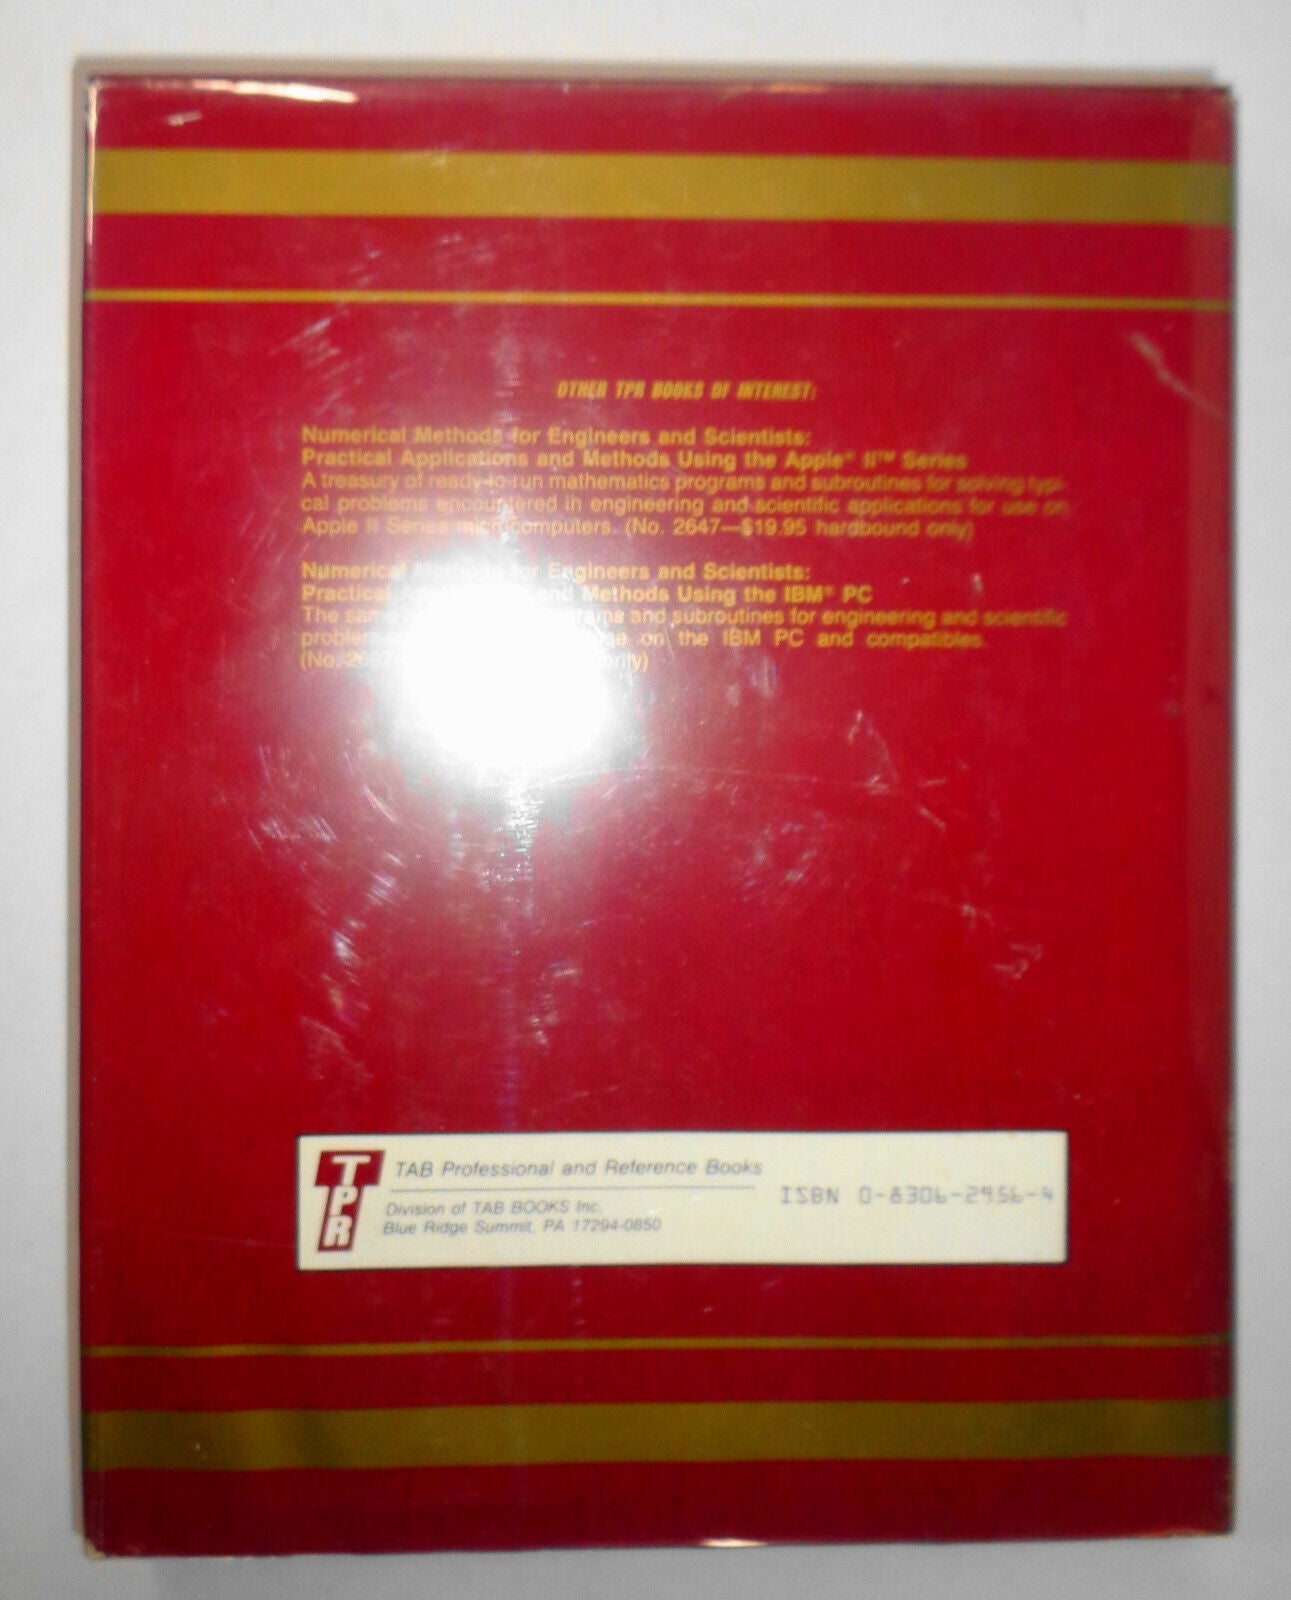 OTHER TPR BOOKS OF INTEREST:
Numerical Methods for Engineers and Scientists:
Practical Applications and Methods Using the Apple® II™ Series
A treasury of ready-to run mathematics programs and subroutines for solving typi-
cal problems encountered in engineering and scientific applications for use on
Apple II Series microcomputers. (No. 2647—$19.95 hardbound only)
Numerical Methods for Engineers and Scientists:
Practical and Methods Using the IBM® PC
The same and subroutines for engineering and scientific
on the IBM PC and compatibles.
(No. only)
TPR
TAB Professional and Reference Books
Division of TAB BOOKS Inc.
Blue Ridge Summit, PA 17294-0850
ISBN 0-8306-2956-4